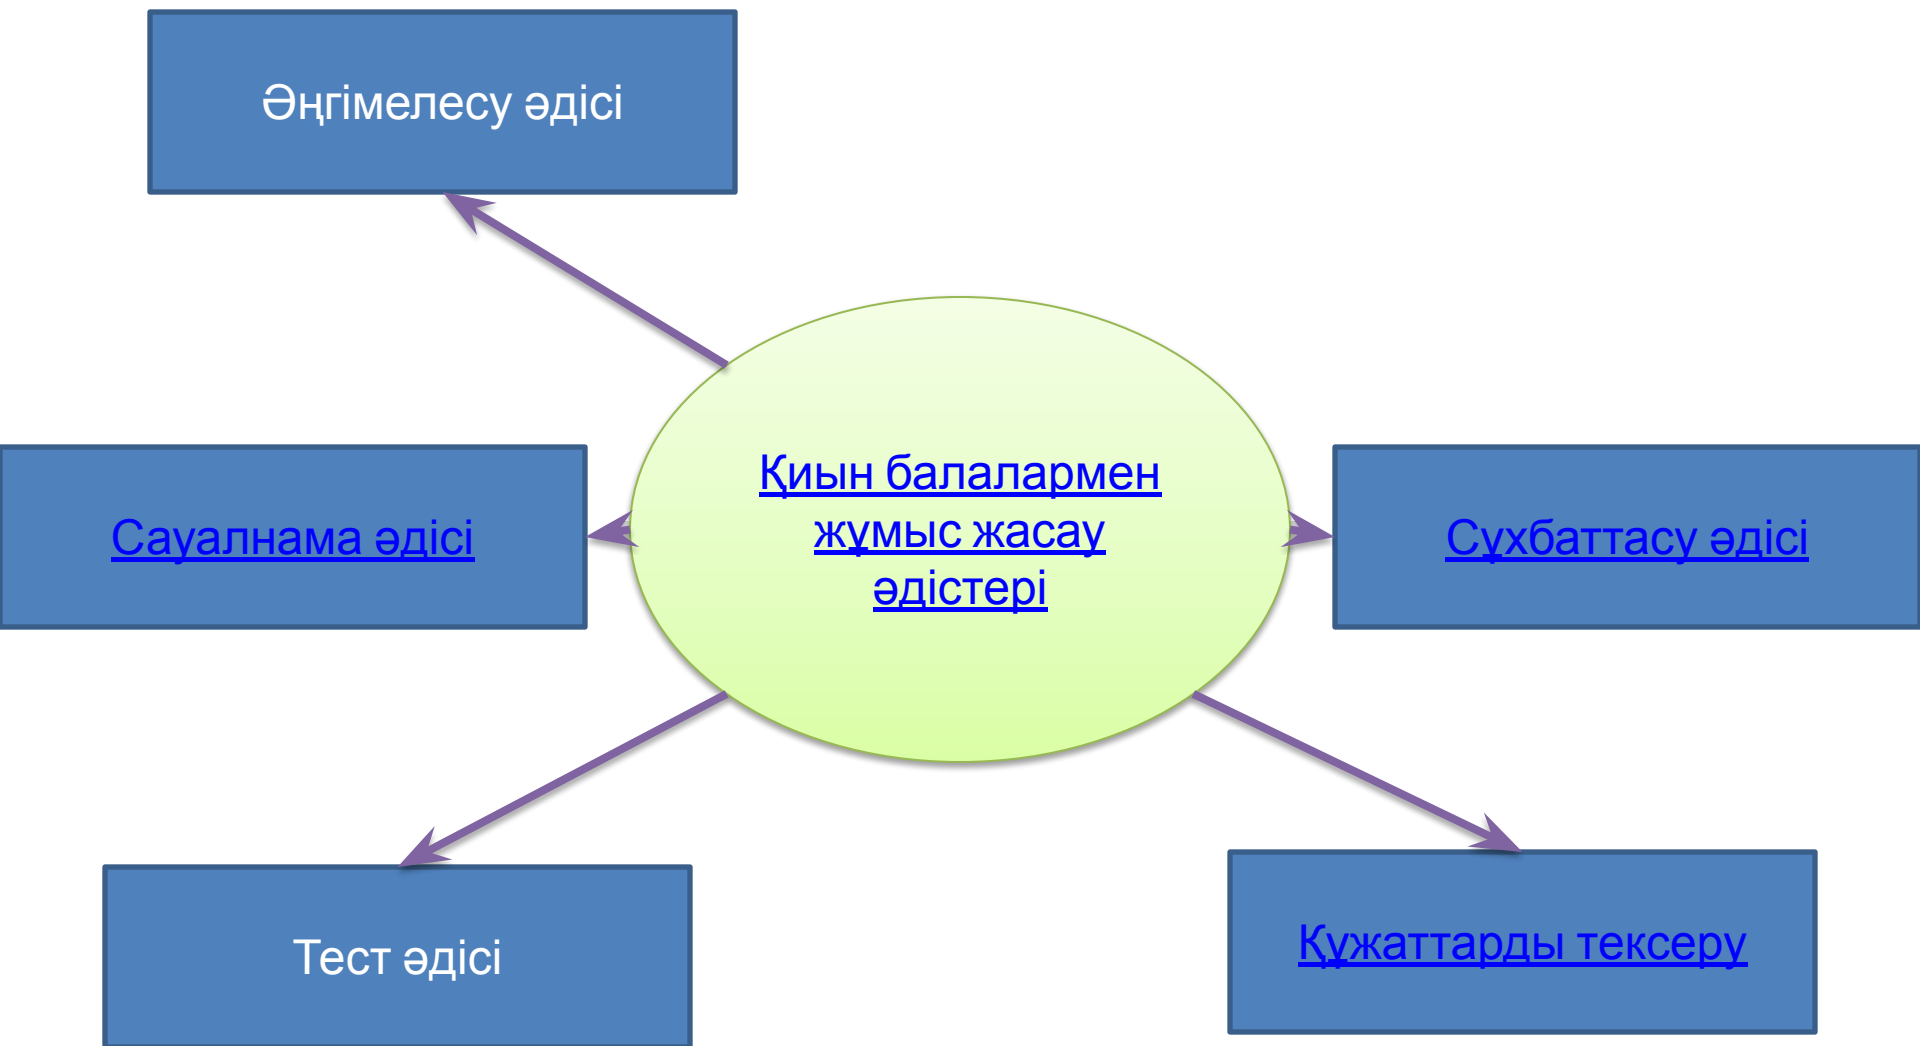 Әңгімелесу әдісі
Қиын балалармен
жұмыс жасау
әдістері
Сауалнама әдісі
Сұхбаттасу әдісі
Тест әдісі
Құжаттарды тексеру